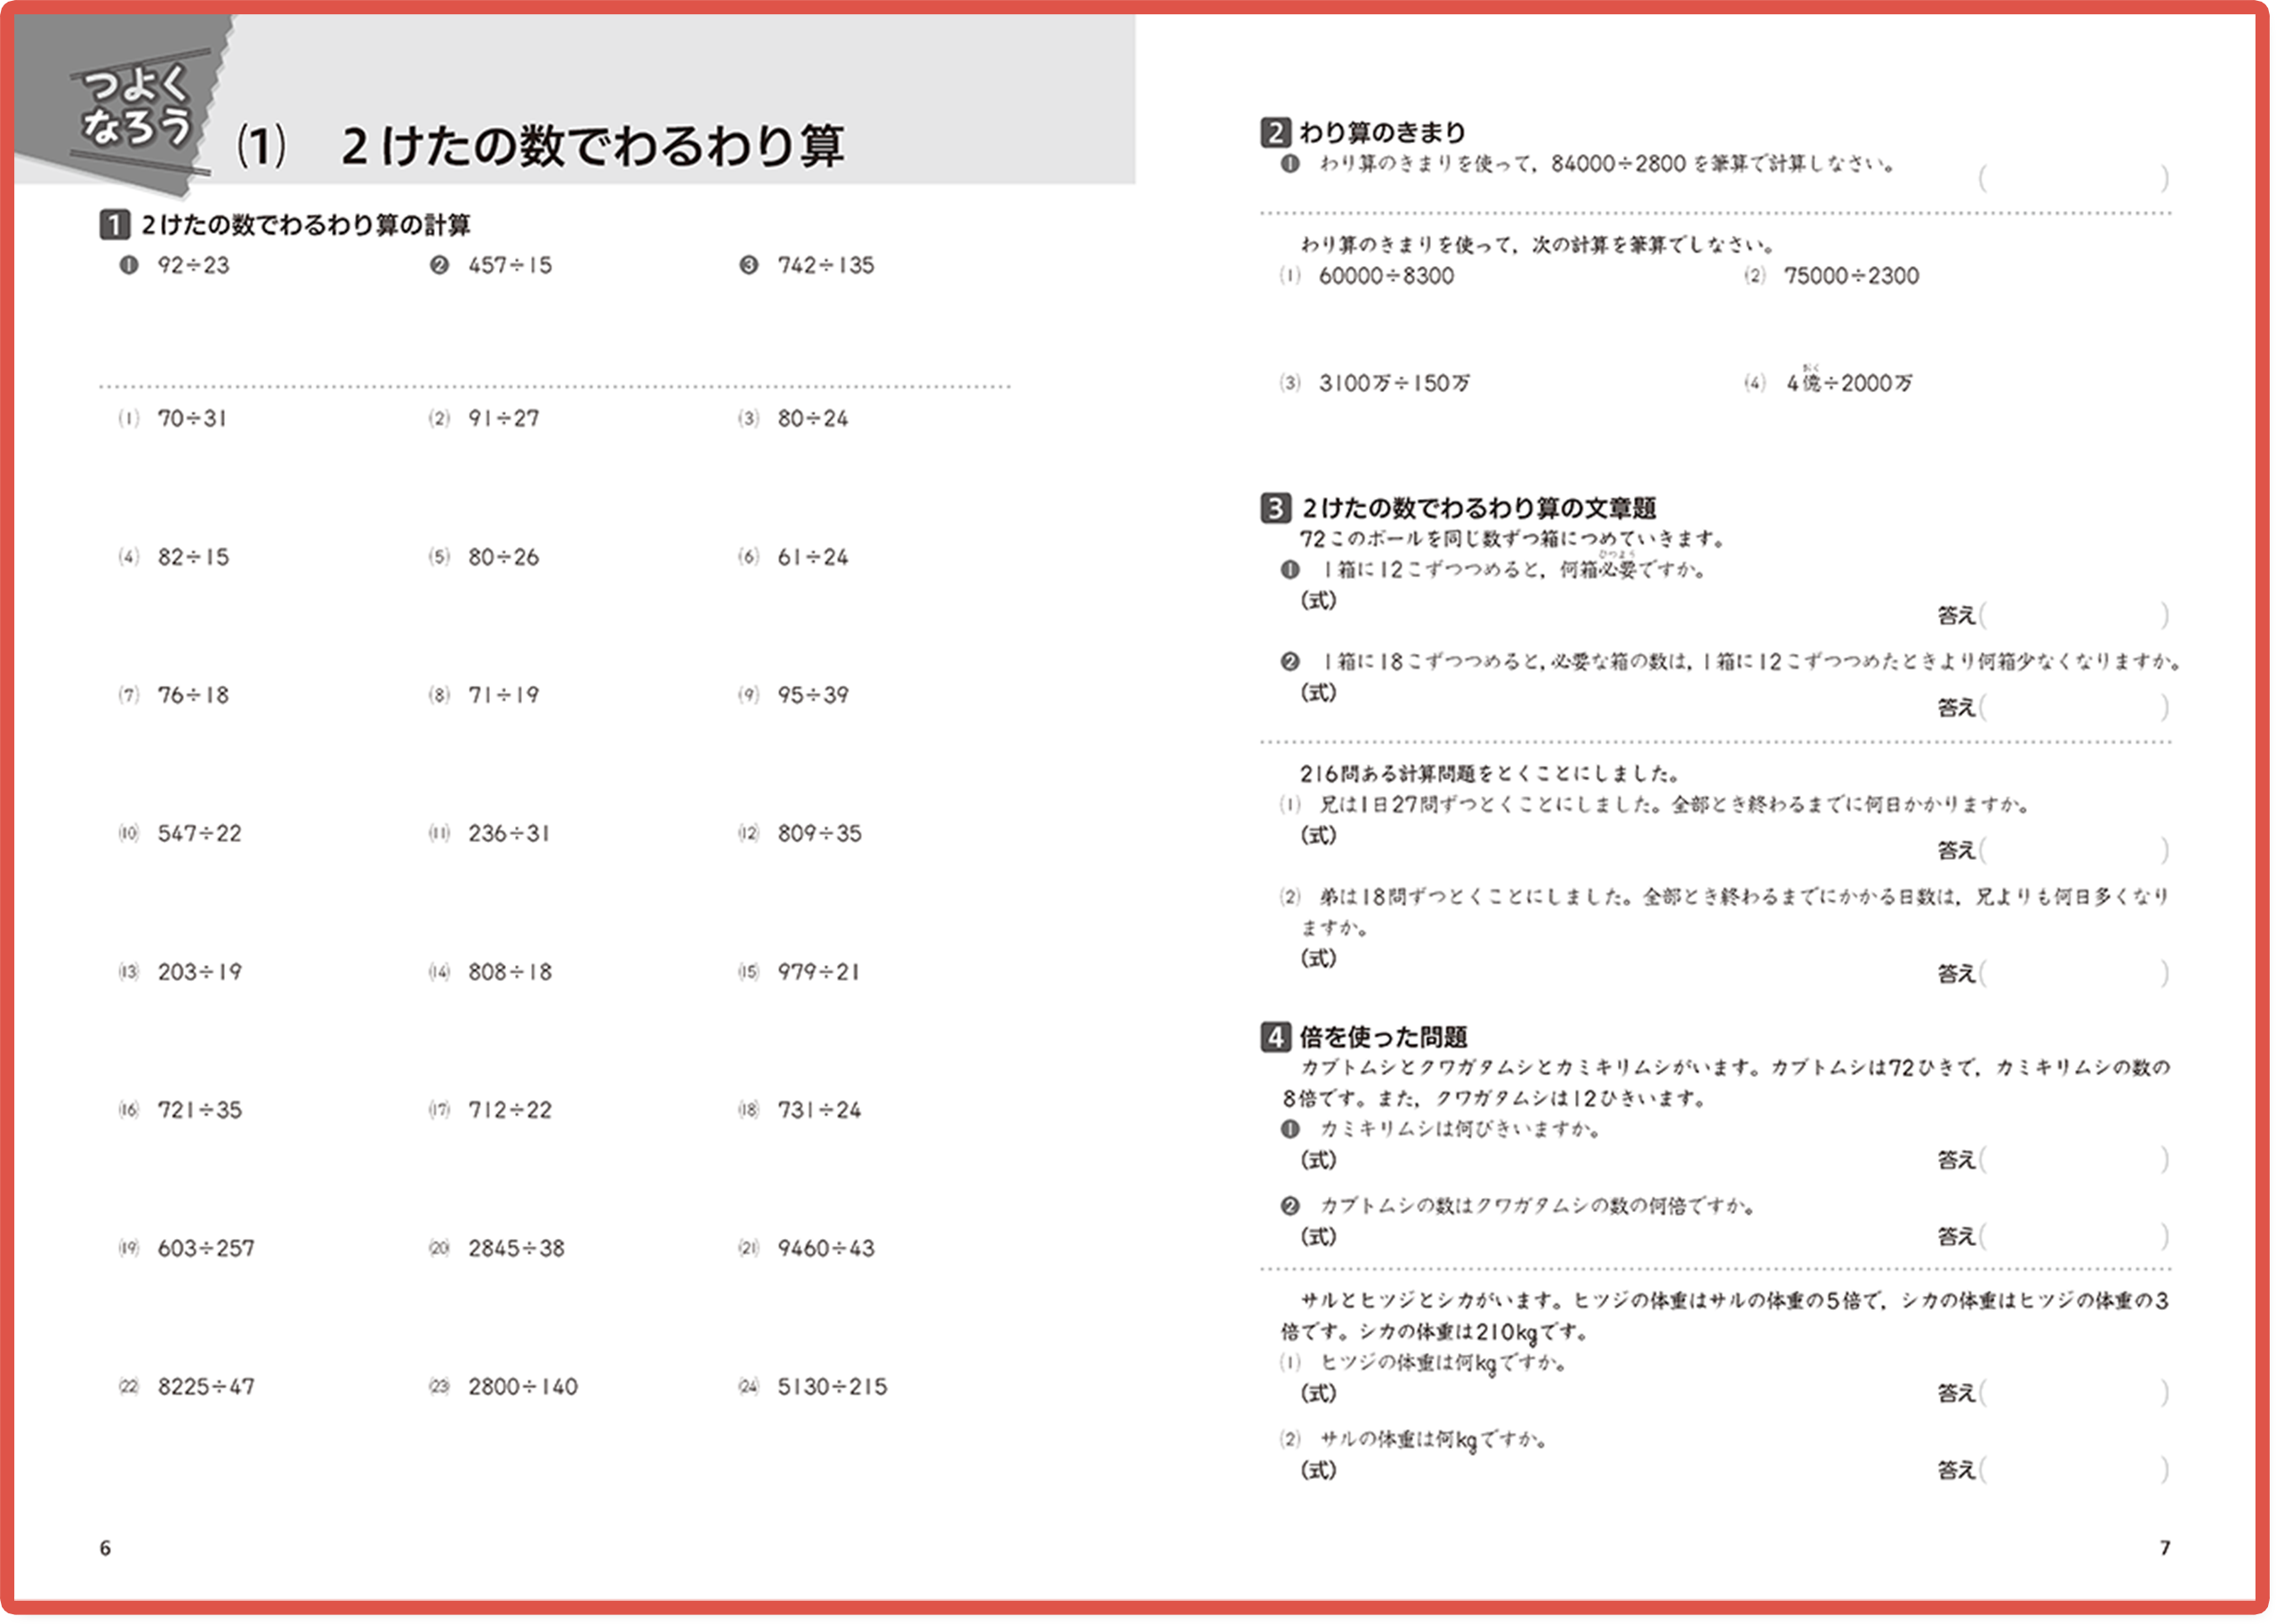 つよく
なろう
(1) 2けたの数でわるわり算
1 2けたの数でわるわり算の計算
❶ 92÷23 ❷ 457÷15 ❸ 742÷135
(1) 70÷31 (2) 91÷27 (3) 80÷24
(4) 82÷15 (5) 80÷26 (6) 61÷24
(7) 76÷18 (8) 71÷19 (9) 95÷39
(10) 547÷22 (11) 236÷31 (12) 809÷35
(13) 203÷19 (14) 808÷18 (15) 979÷21
(16) 721÷35 (17) 712÷22 (18) 731÷24
(19) 603÷257 (20) 2845÷38 (21) 9460÷43
(22) 8225÷47 (23) 2800÷140 (24) 5130÷215
6
2 わり算のきまり
❶ わり算のきまりを使って，84000÷2800を筆算で計算しなさい。
( )
わり算のきまりを使って，次の計算を筆算でしなさい。
(1) 60000÷8300 (2) 75000÷2300
おく
(3) 3100万÷150万 (4) 4億÷2000万
3 2けたの数でわるわり算の文章題
72このボールを同じ数ずつ箱につめていきます。
ひつよう
❶ 1箱に12こずつつめると，何箱必要ですか。
(式)
答え( )
❷ 1箱に18こずつつめると，必要な箱の数は，1箱に12こずつつめたときより何箱少なくなりますか。
(式)
答え( )
216問ある計算問題をとくことにしました。
(1) 兄は1日27問ずつとくことにしました。全部とき終わるまでに何日かかりますか。
(式)
答え( )
(2) 弟は18問ずつとくことにしました。全部とき終わるまでにかかる日数は，兄よりも何日多くなり
ますか。
(式)
答え( )
4 倍を使った問題
カブトムシとクワガタムシとカミキリムシがいます。カブトムシは72ひきで，カミキリムシの数の
8倍です。また，クワガタムシは12ひきいます。
❶ カミキリムシは何びきいますか。
(式) 答え( )
❷ カブトムシの数はクワガタムシの数の何倍ですか。
(式) 答え( )
サルとヒツジとシカがいます。ヒツジの体重はサルの体重の5倍で，シカの体重はヒツジの体重の3
倍です。シカの体重は210kgです。
(1) ヒツジの体重は何kgですか。
(式) 答え( )
(2) サルの体重は何kgですか。
(式) 答え( )
7